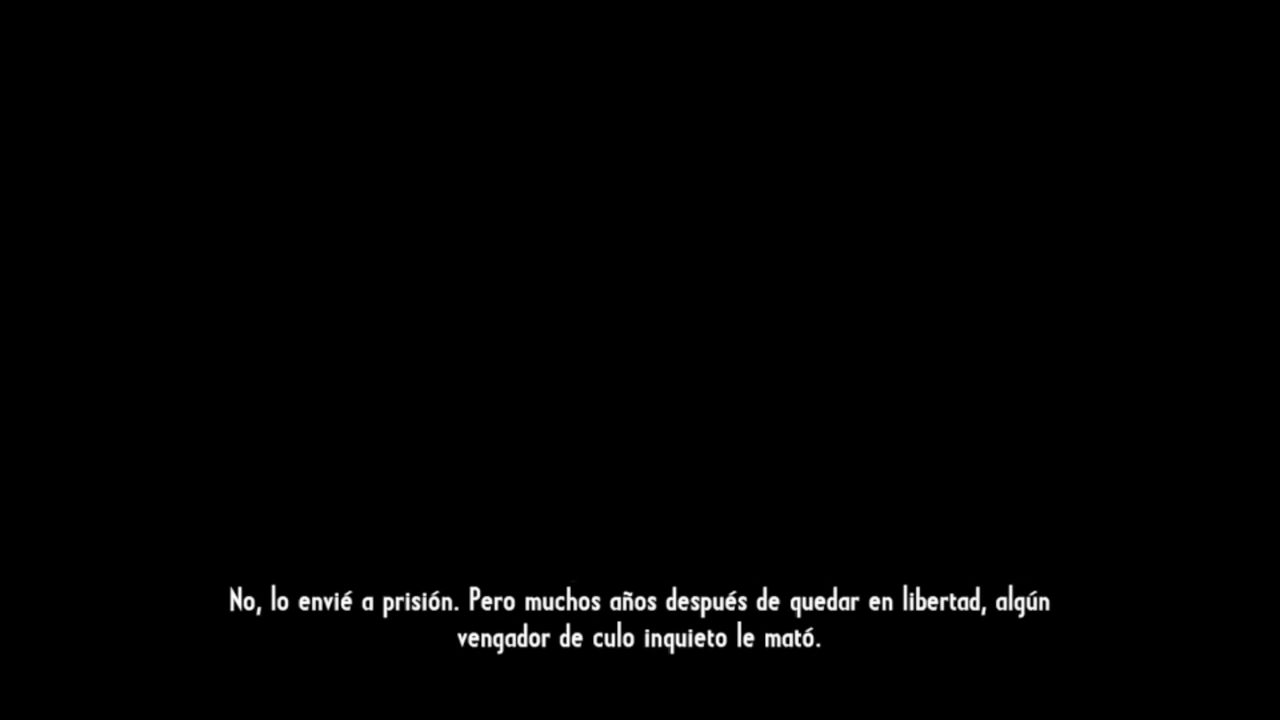 No, lo envié a prisión. Pero muchos años después de quedar en libertad, algún
vengador de culo inquieto le mató.